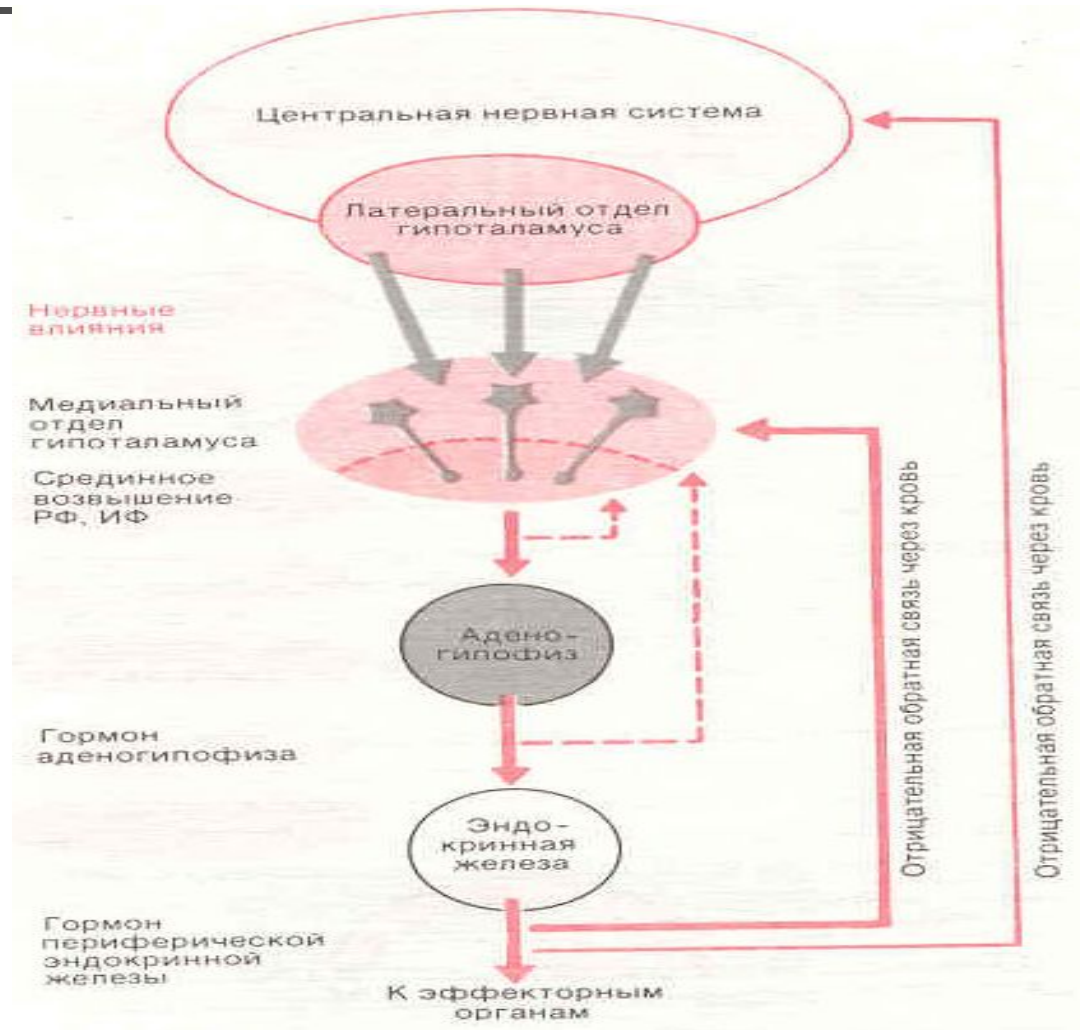 Центральная нервная система
Латеральный отдел
гипоталамуса
Нервные
влияния
Медиальный
отдел
гипоталамуса
Срединное
возвышение
РФ, ИФ
Адено-
гипофиз
Гормон
аденогипофиза
Эндо-
кринная
железа
Гормон
периферической
эндокринной
железы
К эффекторным
органам
Отрицательная обратная связь через кровь
Отрицательная обратная связь через кровь